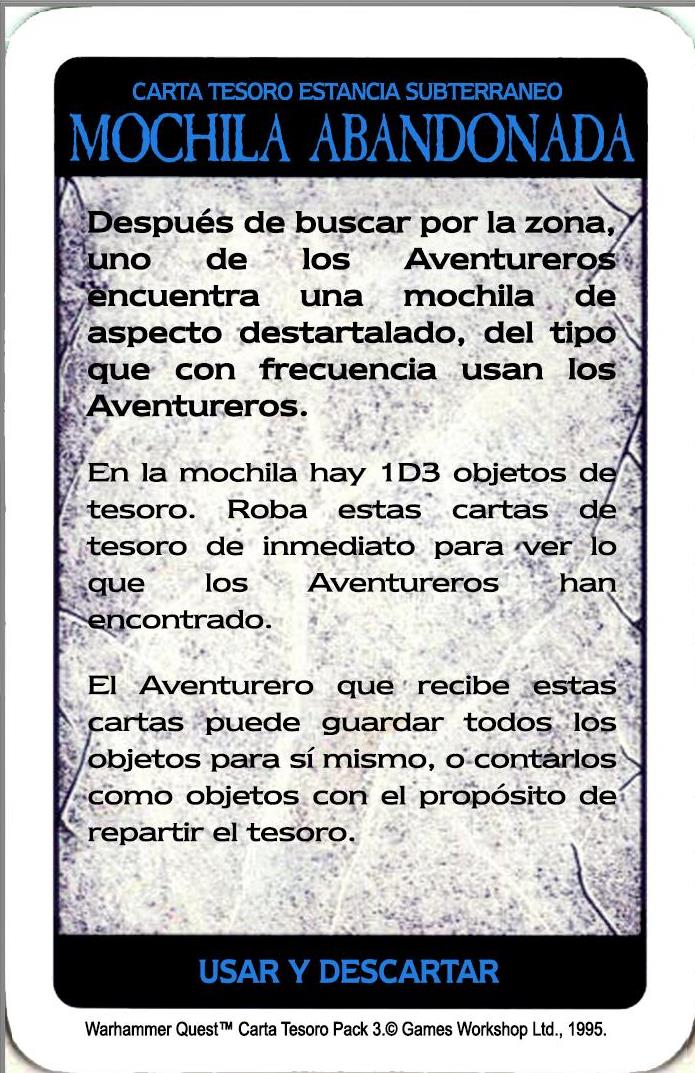 CARTA TESORO ESTANCIA SUBTERRANEO
MOCHILA ABANDONADA
Después de buscar por la zona,
uno de los Aventureros
encuentra una mochila de
aspecto destartalado, del tipo
que con frecuencia usan los
Aventureros.
En la mochila hay 1D3 objetos de
tesoro. Roba estas cartas de
tesoro de inmediato para ver lo
que los Aventureros han
encontrado.
El Aventurero que recibe estas
cartas puede guardar todos los
objetos para sí mismo, o contarlos
como objetos con el propósito de
repartir el tesoro.
USAR Y DESCARTAR
Warhammer Quest™ Carta Tesoro Pack 3.© Games Workshop Ltd., 1995.